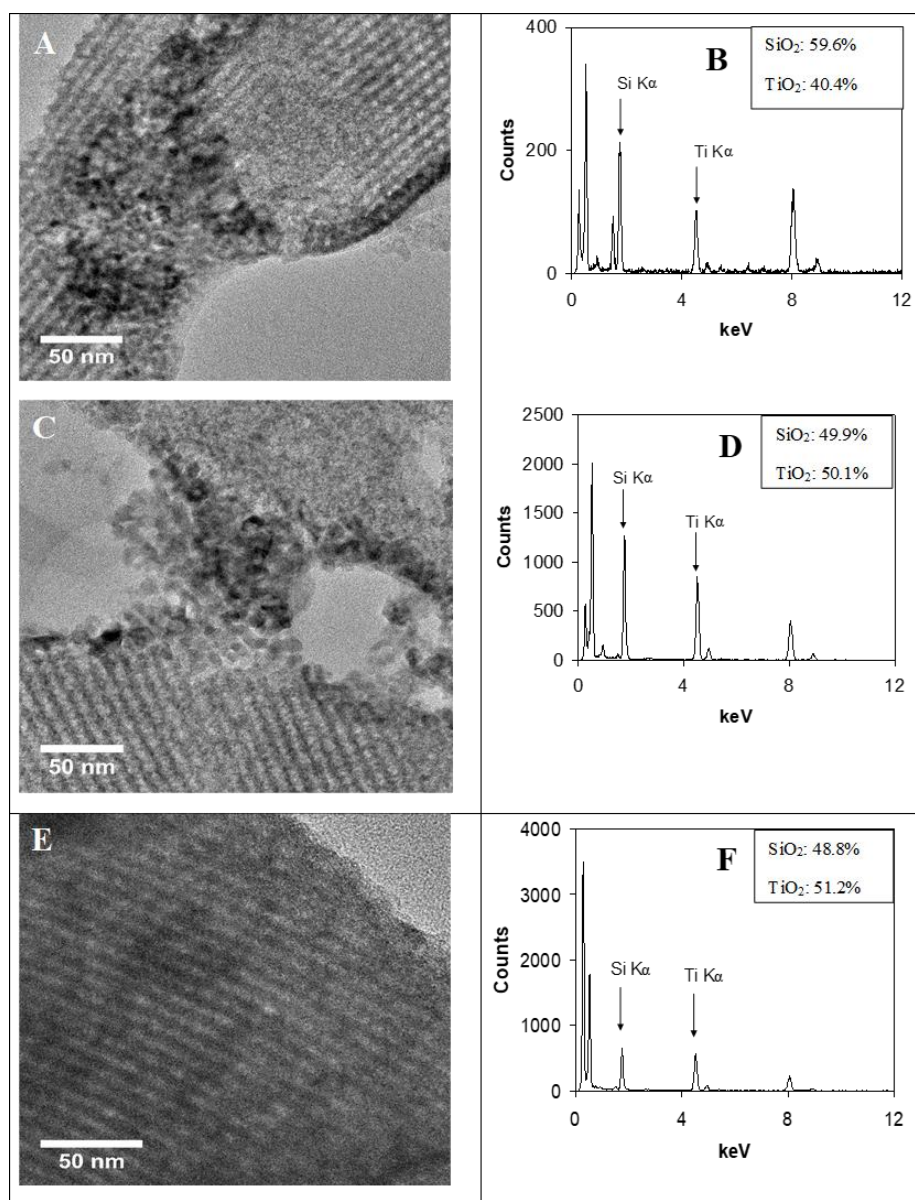 A
50 nm
B
SiO₂: 59.6%
TiO₂: 40.4%
Si Kα
Ti Kα
Counts
400
200
0
0 4 8 12
keV
C
50 nm
D
SiO₂: 49.9%
TiO₂: 50.1%
Si Kα
Ti Kα
Counts
2500
2000
1500
1000
500
0
0 4 8 12
keV
E
50 nm
F
SiO₂: 48.8%
TiO₂: 51.2%
Si Kα
Ti Kα
Counts
4000
3000
2000
1000
0
0 4 8 12
keV